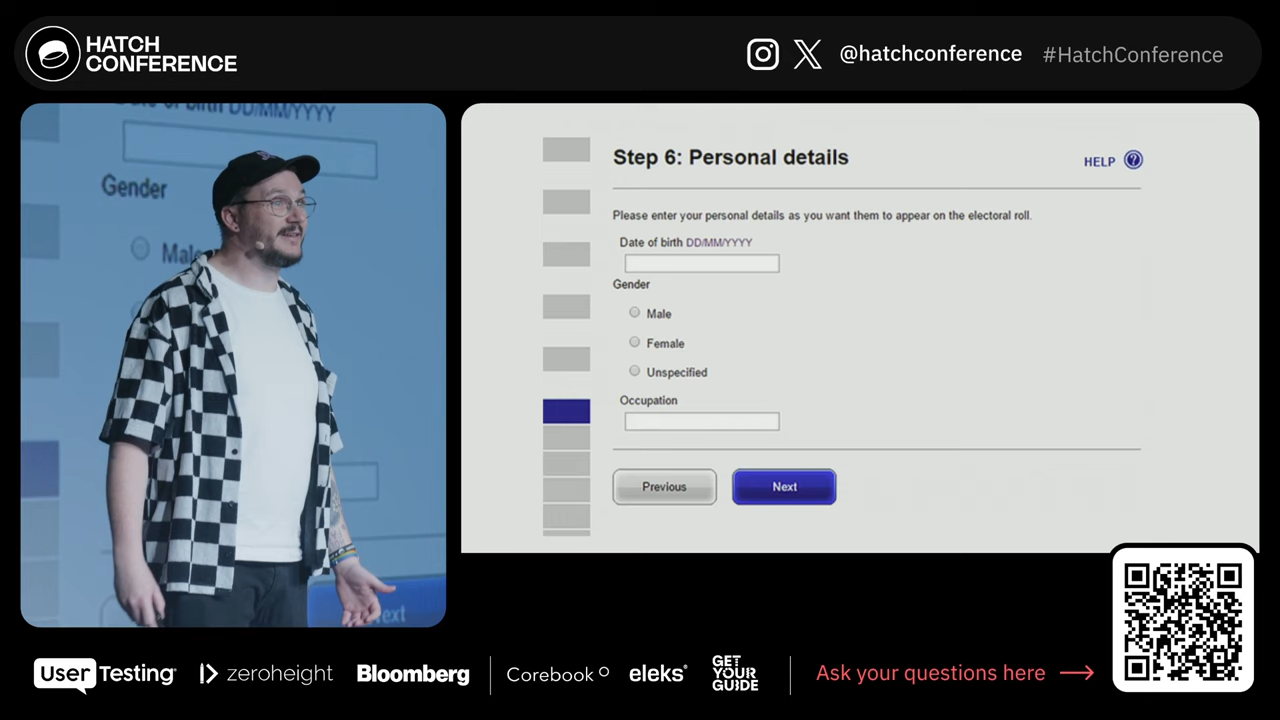 HATCH
CONFERENCE
@hatchconference #HatchConference
Date of birth DD/MM/YYYY
Gender
Male
Next
Step 6: Personal details
HELP ?
Please enter your personal details as you want them to appear on the electoral roll.
Date of birth DD/MM/YYYY
Gender
Male
Female
Unspecified
Occupation
Previous
Next
UserTesting
zeroheight
Bloomberg
Corebook
eleks
GET
YOUR
GUIDE
Ask your questions here